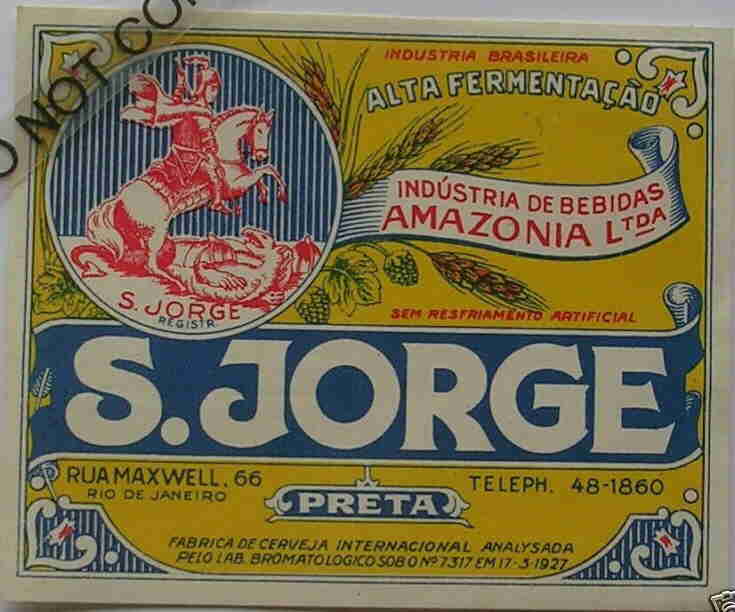 O NOT CO
INDUSTRIA BRASILEIRA
ALTA FERMENTAÇÃO
INDÚSTRIA DE BEBIDAS
AMAZONIA LTDA
S. JORGE
REGISTR.
SEM RESFRIAMENTO ARTIFICIAL
S.JORGE
RUA MAXWELL. 66
RIO DE JANEIRO
TELEPH. 48-1860
PRETA
FABRICA DE CERVEJA INTERNACIONAL ANALYSADA
PELO LAB. BROMATOLOGICO SOB O Nº 7317 EM 17-3-1927